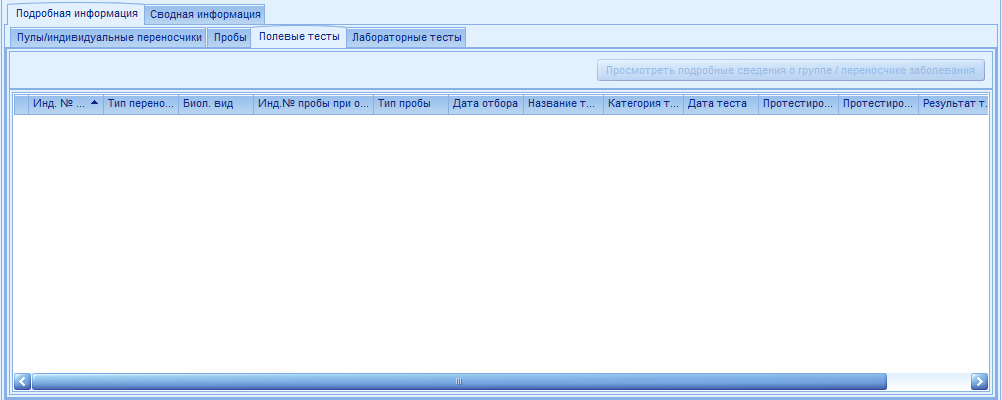 Подробная информация Сводная информация
Пулы/индивидуальные переносчики Пробы Полевые тесты Лабораторные тесты
Просмотреть подробные сведения о группе / переносчике заболевания
Инд. № ... Тип перено... Биол. вид Инд.№ пробы при о... Тип пробы Дата отбора Название т... Категория т... Дата теста Протестиро... Протестиро... Результат т...